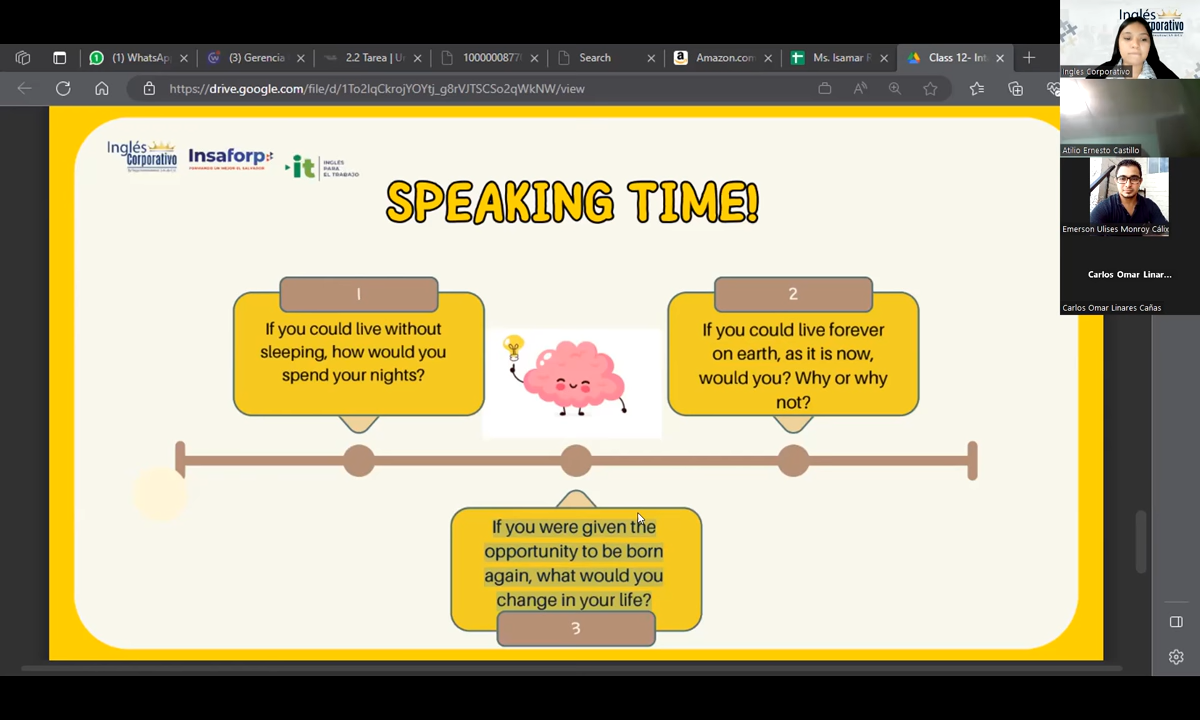 (1) WhatsAp
(3) Gerencia
2.2 Tarea | U
1000000877
Search
Amazon.com
Ms. Isamar R
Class 12- Int
https://drive.google.com/file/d/1To2IqCkrojYOYtj_g8rVJTSCSo2qWkNW/view
Inglés
Corporativo
Insaforp
it
INGLÉS
PARA
EL TRABAJO
SPEAKING TIME!
1
If you could live without
sleeping, how would you
spend your nights?
2
If you could live forever
on earth, as it is now,
would you? Why or why
not?
If you were given the
opportunity to be born
again, what would you
change in your life?
3
Inglés
Corporativo
Ingles Corporativo
Atilio Ernesto Castillo
Emerson Ulises Monroy Cálix
Carlos Omar Linar...
Carlos Omar Linares Cañas